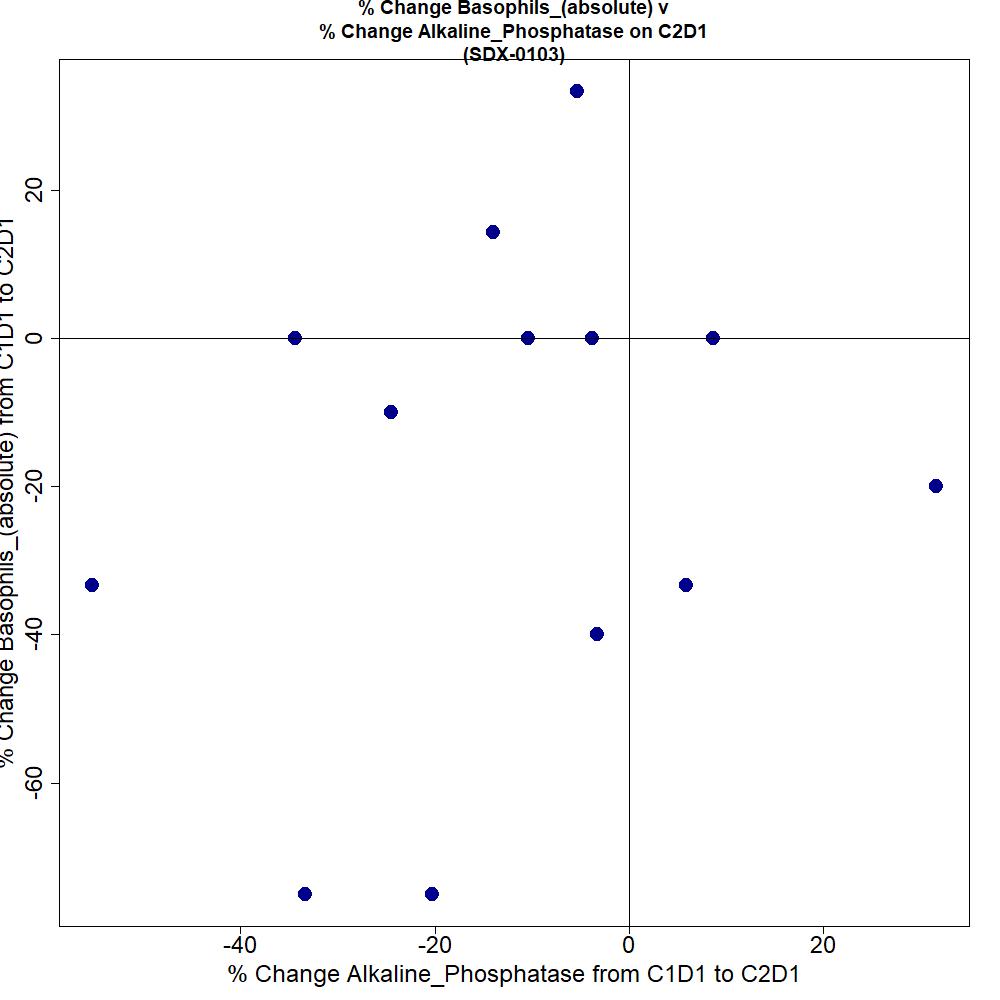 % Change Basophils_(absolute) v
% Change Alkaline_Phosphatase on C2D1
(SDX-0103)
% Change Basophils_(absolute) from C1D1 to C2D1
20
0
-20
-40
-60
-40
-20
0
20
% Change Alkaline_Phosphatase from C1D1 to C2D1